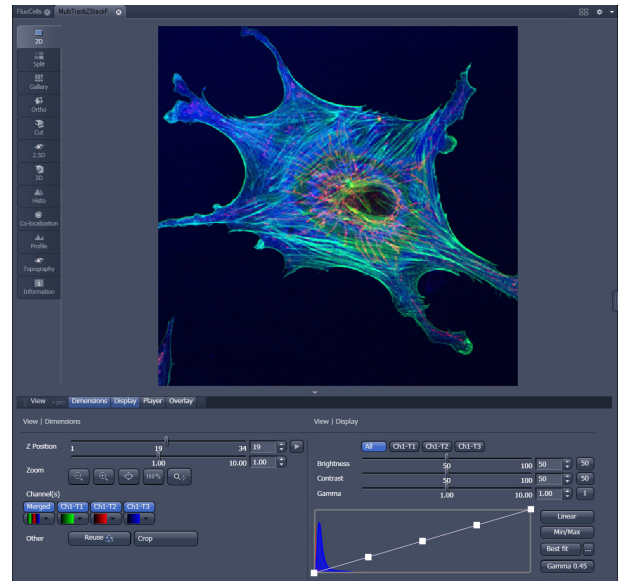 FluoCells
MultiTrackZStackF...
2D
Split
Gallery
Ortho
Cut
2.5D
3D
Histo
Co-localization
Profile
Topography
Information
View Dimensions Display Player Overlay
View | Dimensions
Z Position 1 19 34 19
Zoom 1.00 10.00 1.00
100%
Channel(s)
Merged Ch1-T1 Ch1-T2 Ch1-T3
Other Reuse Crop
View | Display
All Ch1-T1 Ch1-T2 Ch1-T3
Brightness 50 100 50 50
Contrast 50 100 50 50
Gamma 1.00 10.00 1.00 1
Linear
Min/Max
Best fit ...
Gamma 0.45